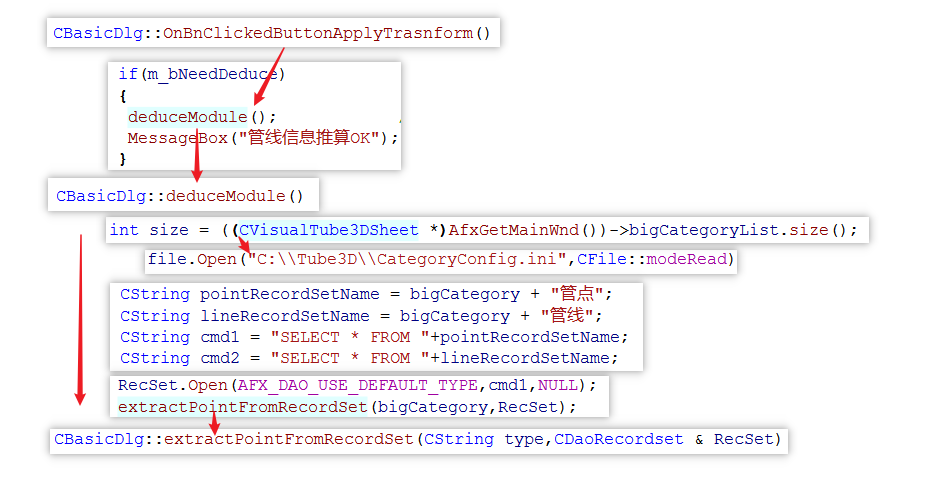 CBasicDlg::OnBnClickedButtonApplyTrasnform()
if(m_bNeedDeduce)
{
deduceModule();
MessageBox("管线信息推算OK");
}
CBasicDlg::deduceModule()
int size = ((CVisualTube3DSheet *)AfxGetMainWnd())->bigCategoryList.size();
file.Open("C:\\Tube3D\\CategoryConfig.ini",CFile::modeRead)
CString pointRecordSetName = bigCategory + "管点";
CString lineRecordSetName = bigCategory + "管线";
CString cmd1 = "SELECT * FROM "+pointRecordSetName;
CString cmd2 = "SELECT * FROM "+lineRecordSetName;
RecSet.Open(AFX_DAO_USE_DEFAULT_TYPE,cmd1,NULL);
extractPointFromRecordSet(bigCategory,RecSet);
CBasicDlg::extractPointFromRecordSet(CString type,CDaoRecordset & RecSet)